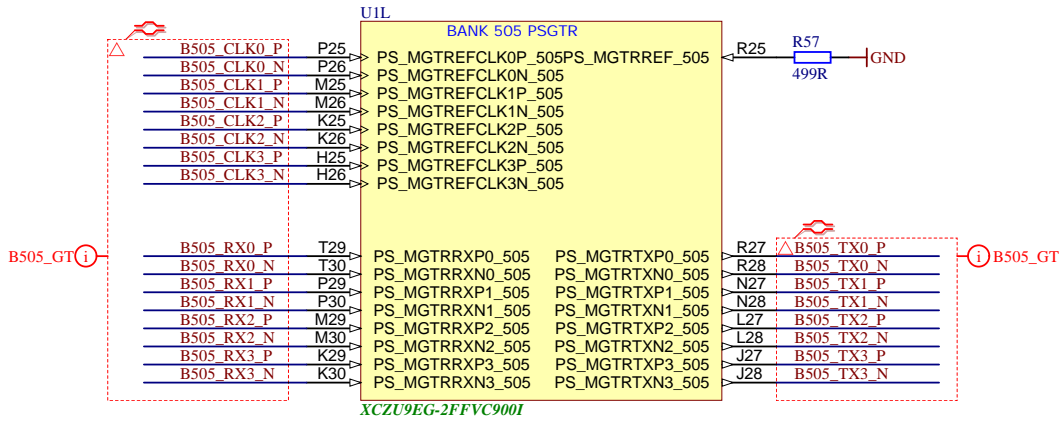 U1L
BANK 505 PSGTR
B505_CLK0_P P25 PS_MGTREFCLK0P_505 PS_MGTRREF_505 R25 R57 499R GND
B505_CLK0_N P26 PS_MGTREFCLK0N_505
B505_CLK1_P M25 PS_MGTREFCLK1P_505
B505_CLK1_N M26 PS_MGTREFCLK1N_505
B505_CLK2_P K25 PS_MGTREFCLK2P_505
B505_CLK2_N K26 PS_MGTREFCLK2N_505
B505_CLK3_P H25 PS_MGTREFCLK3P_505
B505_CLK3_N H26 PS_MGTREFCLK3N_505
B505_GT i B505_RX0_P T29 PS_MGTRRXP0_505 PS_MGTRTXP0_505 R27 B505_TX0_P i B505_GT
B505_RX0_N T30 PS_MGTRRXN0_505 PS_MGTRTXN0_505 R28 B505_TX0_N
B505_RX1_P P29 PS_MGTRRXP1_505 PS_MGTRTXP1_505 N27 B505_TX1_P
B505_RX1_N P30 PS_MGTRRXN1_505 PS_MGTRTXN1_505 N28 B505_TX1_N
B505_RX2_P M29 PS_MGTRRXP2_505 PS_MGTRTXP2_505 L27 B505_TX2_P
B505_RX2_N M30 PS_MGTRRXN2_505 PS_MGTRTXN2_505 L28 B505_TX2_N
B505_RX3_P K29 PS_MGTRRXP3_505 PS_MGTRTXP3_505 J27 B505_TX3_P
B505_RX3_N K30 PS_MGTRRXN3_505 PS_MGTRTXN3_505 J28 B505_TX3_N
XCZU9EG-2FFVC900I